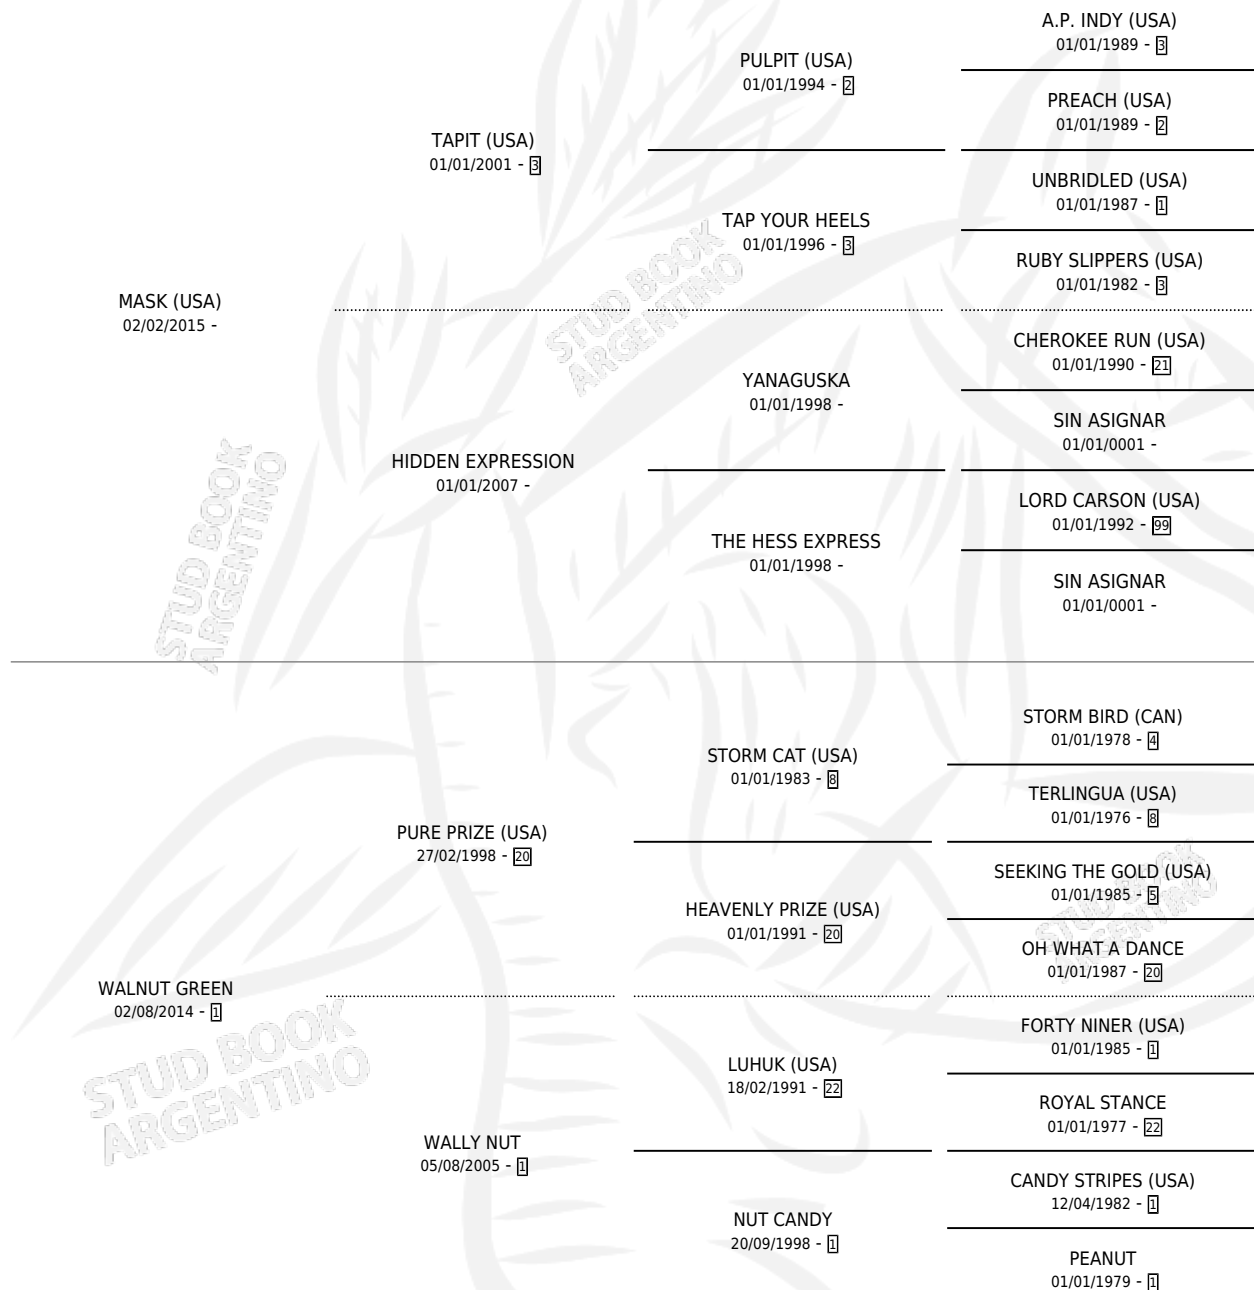 A.P. INDY (USA)
01/01/1989 - 3
PULPIT (USA)
01/01/1994 - 2
PREACH (USA)
01/01/1989 - 2
TAPIT (USA)
01/01/2001 - 3
UNBRIDLED (USA)
01/01/1987 - 1
TAP YOUR HEELS
01/01/1996 - 3
RUBY SLIPPERS (USA)
01/01/1982 - 3
MASK (USA)
02/02/2015 -
CHEROKEE RUN (USA)
01/01/1990 - 21
YANAGUSKA
01/01/1998 -
SIN ASIGNAR
01/01/0001 -
HIDDEN EXPRESSION
01/01/2007 -
LORD CARSON (USA)
01/01/1992 - 99
THE HESS EXPRESS
01/01/1998 -
SIN ASIGNAR
01/01/0001 -
STORM BIRD (CAN)
01/01/1978 - 4
STORM CAT (USA)
01/01/1983 - 8
TERLINGUA (USA)
01/01/1976 - 8
PURE PRIZE (USA)
27/02/1998 - 20
SEEKING THE GOLD (USA)
01/01/1985 - 5
HEAVENLY PRIZE (USA)
01/01/1991 - 20
OH WHAT A DANCE
01/01/1987 - 20
WALNUT GREEN
02/08/2014 - 1
FORTY NINER (USA)
01/01/1985 - 1
LUHUK (USA)
18/02/1991 - 22
ROYAL STANCE
01/01/1977 - 22
WALLY NUT
05/08/2005 - 1
CANDY STRIPES (USA)
12/04/1982 - 1
NUT CANDY
20/09/1998 - 1
PEANUT
01/01/1979 - 1
STUD BOOK
ARGENTINO
STUD BOOK
ARGENTINO
STUD BOOK
ARGENTINO
STUD BOOK
ARGENTINO